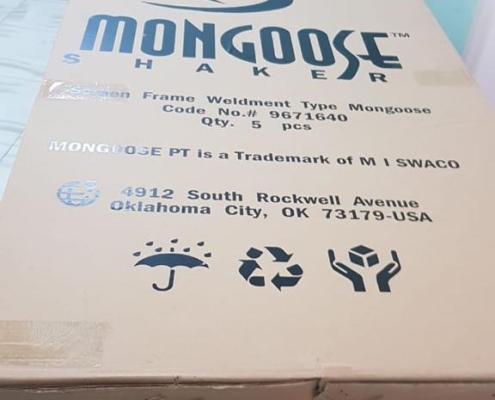 MONGOOSE™
SHAKER
Screen Frame Weldment Type Mongoose
Code No.# 9671640
Qty. 5 pcs
MONGOOSE PT is a Trademark of M I SWACO
4912 South Rockwell Avenue
Oklahoma City, OK 73179-USA